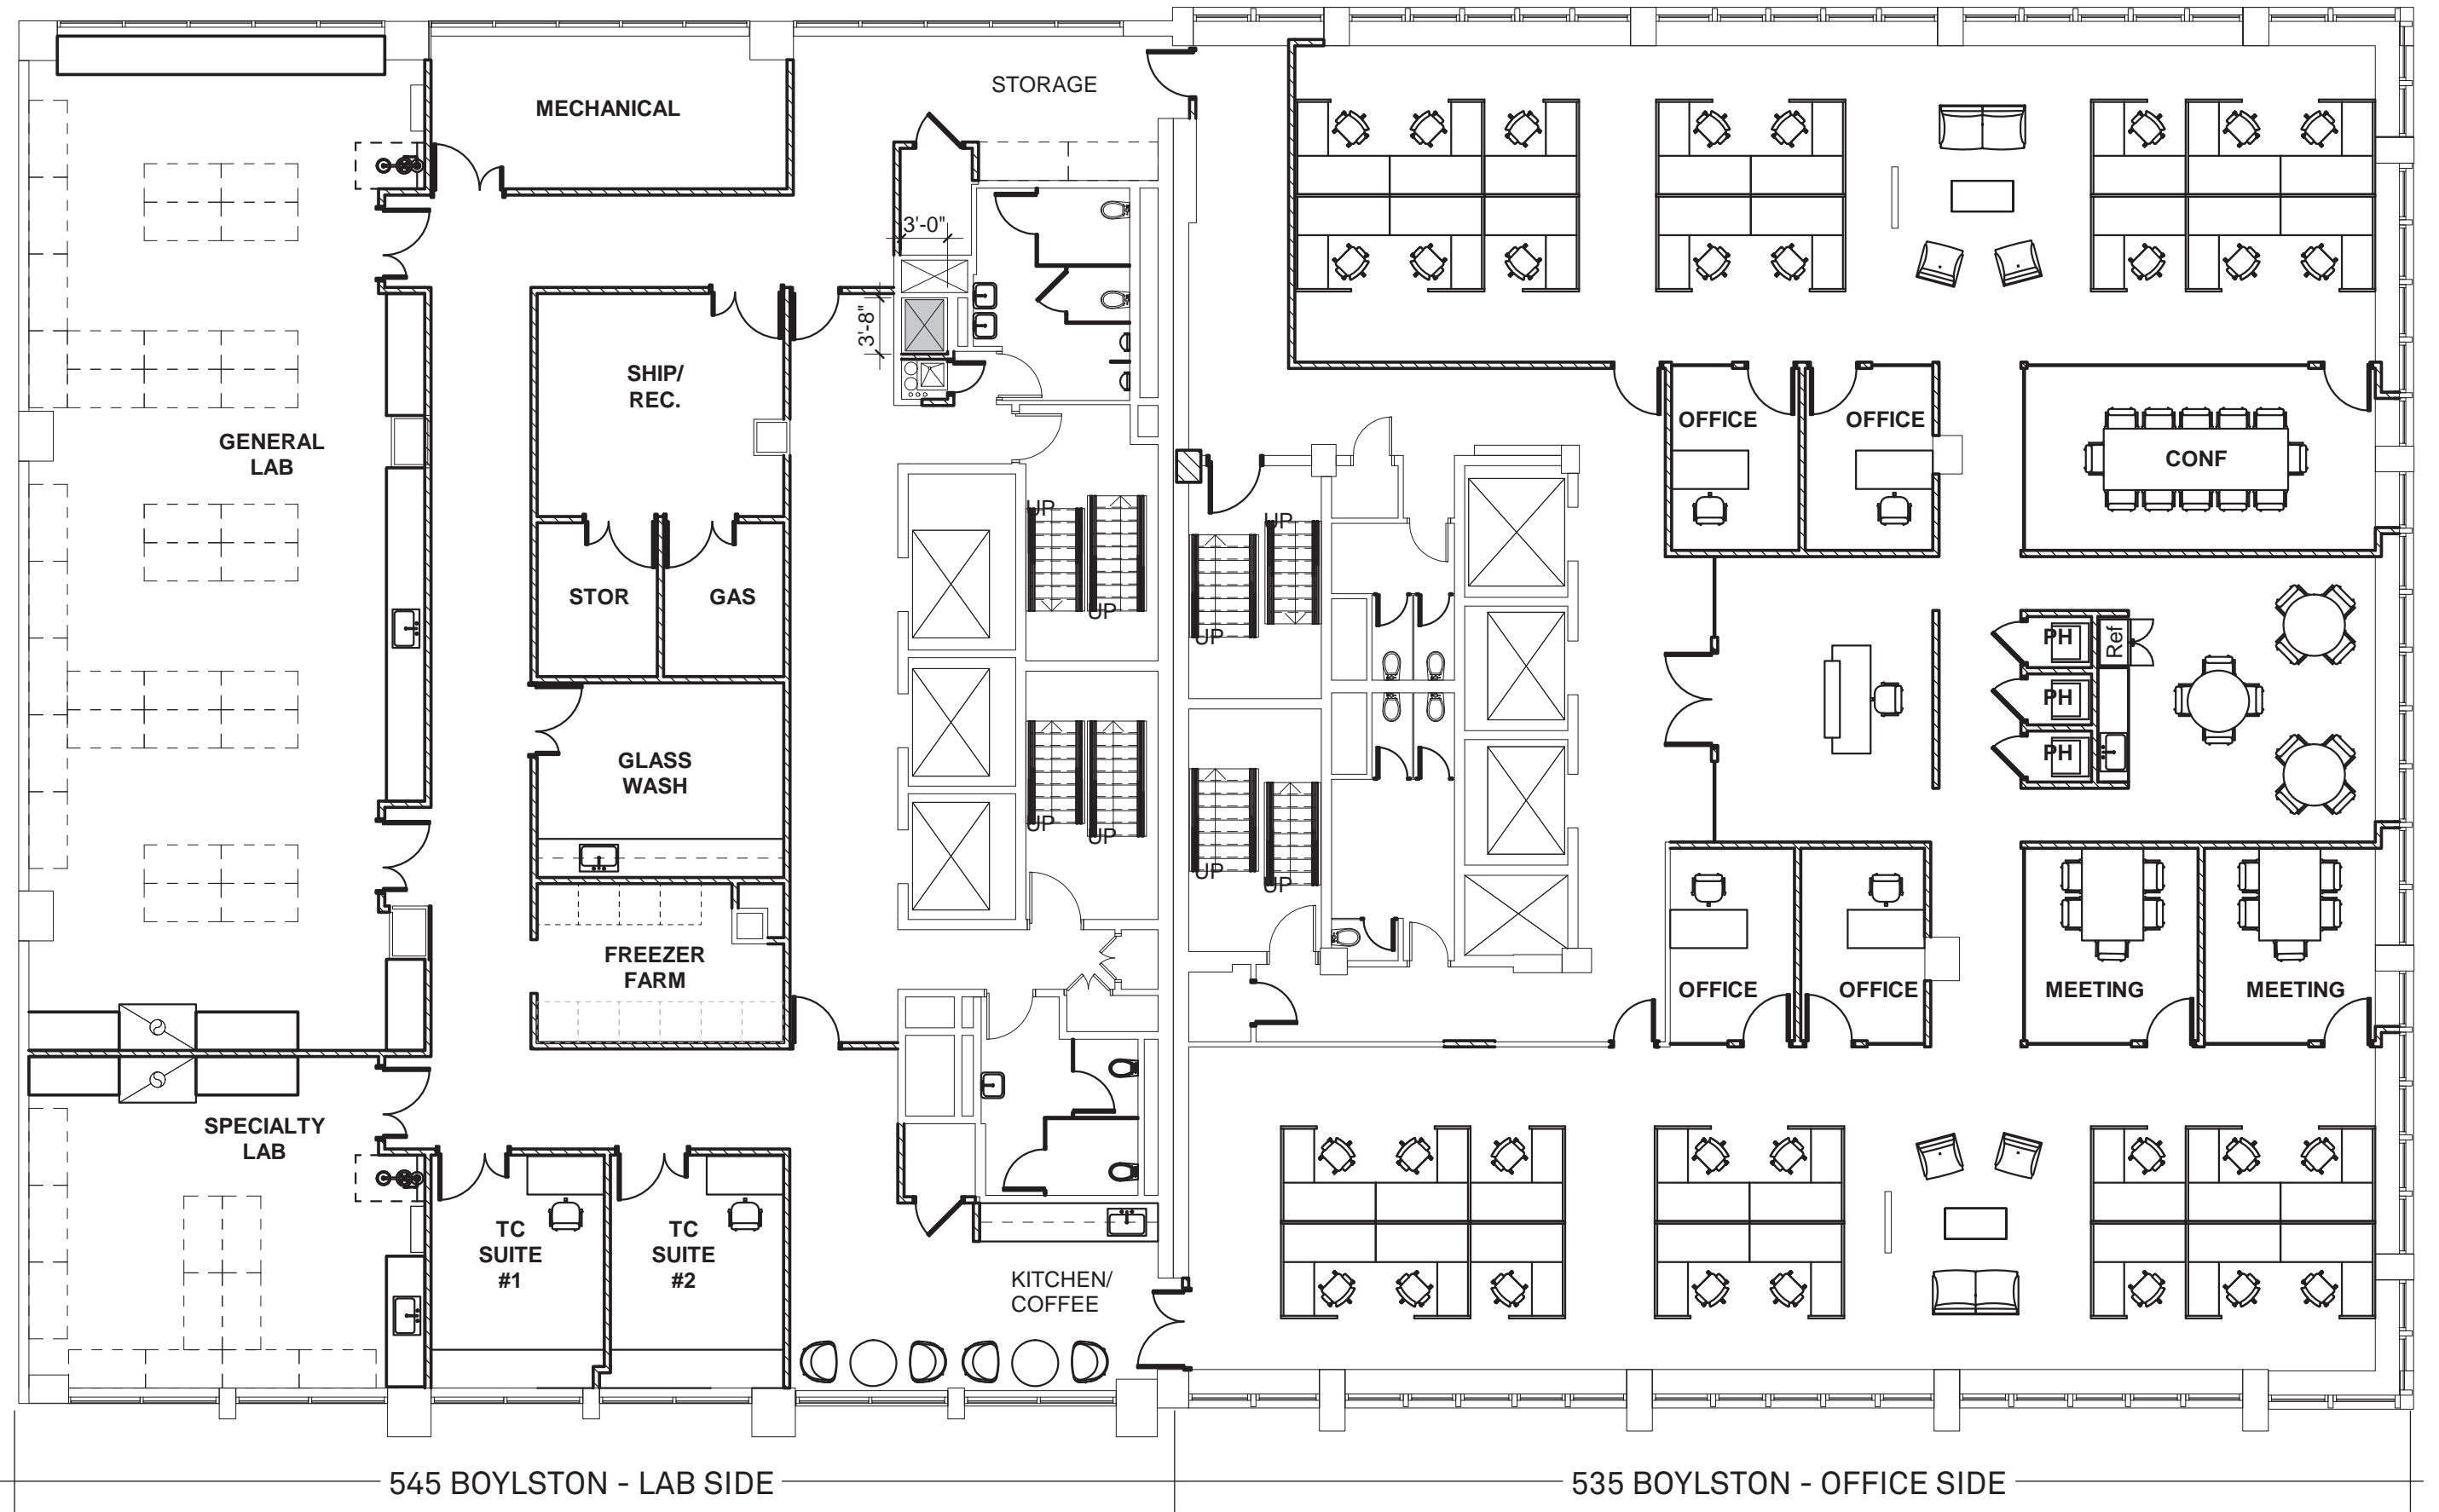 STORAGE
MECHANICAL
3'-0"
3'-8"
SHIP/
REC.
GENERAL
LAB
OFFICE
OFFICE
CONF
UP
UP
UP
UP
STOR
GAS
PH
Ref
PH
PH
GLASS
WASH
UP
UP
UP
UP
FREEZER
FARM
OFFICE
OFFICE
MEETING
MEETING
SPECIALTY
LAB
TC
SUITE
#1
TC
SUITE
#2
KITCHEN/
COFFEE
545 BOYLSTON - LAB SIDE
535 BOYLSTON - OFFICE SIDE